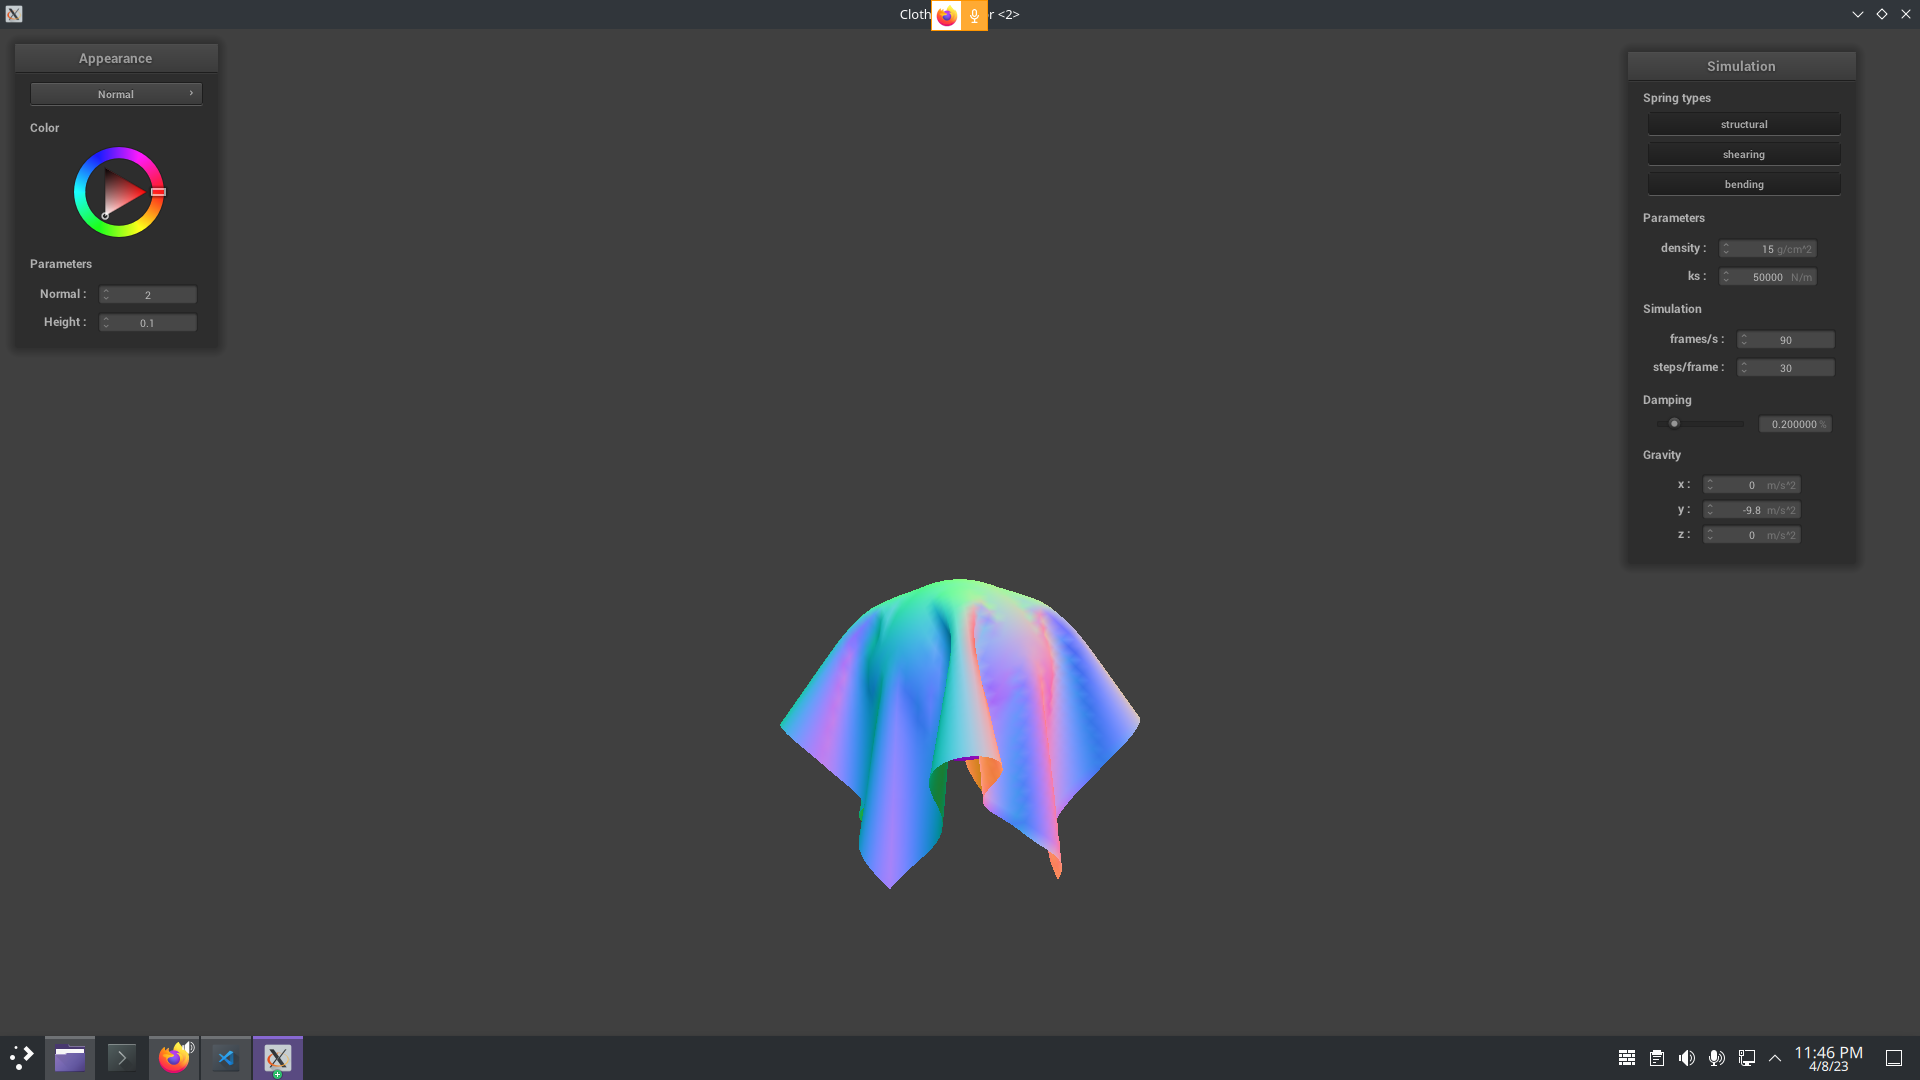 Cloth r <2>
Appearance
Normal
Color
Parameters
Normal : 2
Height : 0.1
Simulation
Spring types
structural
shearing
bending
Parameters
density : 15 g/cm^2
ks : 50000 N/m
Simulation
frames/s : 90
steps/frame : 30
Damping
0.200000 %
Gravity
x : 0 m/s^2
y : -9.8 m/s^2
z : 0 m/s^2
11:46 PM
4/8/23